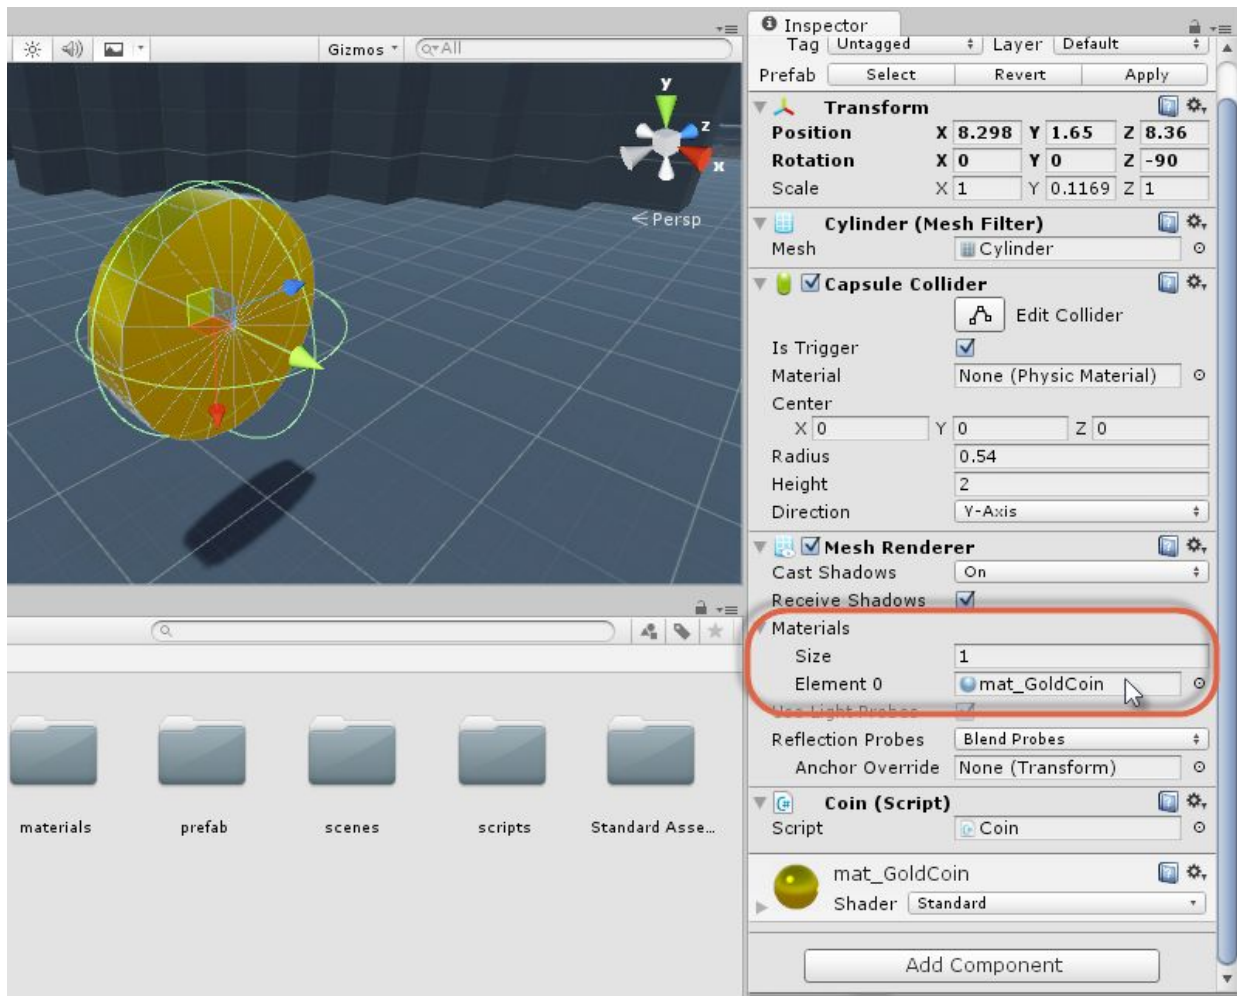 Inspector
Gizmos
All
Tag Untagged Layer Default
Prefab Select Revert Apply
Transform
Position X 8.298 Y 1.65 Z 8.36
Rotation X 0 Y 0 Z -90
Scale X 1 Y 0.1169 Z 1
y
z
x
Persp
Cylinder (Mesh Filter)
Mesh Cylinder
Capsule Collider
Edit Collider
Is Trigger
Material None (Physic Material)
Center
X 0 Y 0 Z 0
Radius 0.54
Height 2
Direction Y-Axis
Mesh Renderer
Cast Shadows On
Receive Shadows
Materials
Size 1
Element 0 mat_GoldCoin
Use Light Probes
Reflection Probes Blend Probes
Anchor Override None (Transform)
Coin (Script)
Script Coin
mat_GoldCoin
Shader Standard
Add Component
materials prefab scenes scripts Standard Asse...